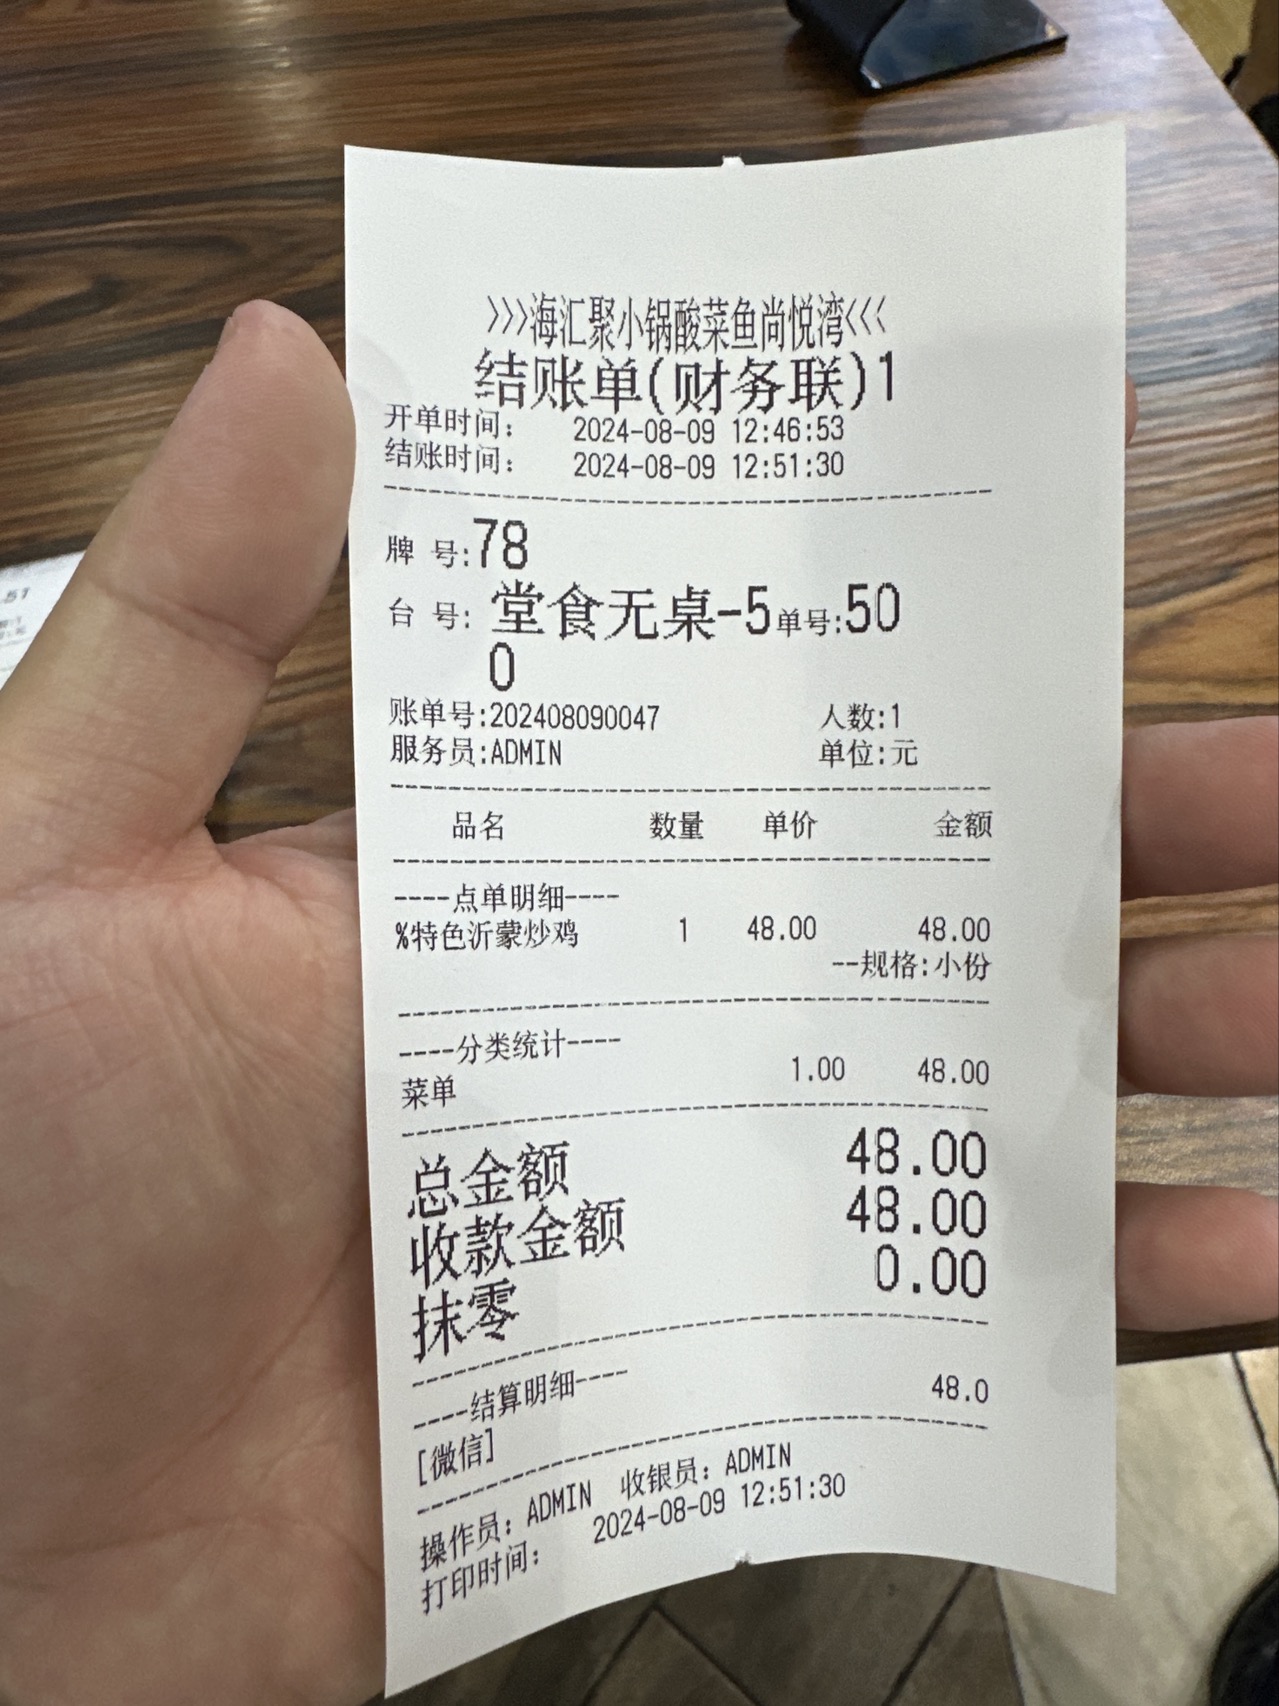 >>>海汇聚小锅酸菜鱼尚悦湾<<<
结账单(财务联)1
开单时间: 2024-08-09 12:46:53
结账时间: 2024-08-09 12:51:30
牌 号:78
台 号: 堂食无桌-5单号:50
0
账单号:202408090047 人数:1
服务员:ADMIN 单位:元
品名 数量 单价 金额
----点单明细----
%特色沂蒙炒鸡 1 48.00 48.00
--规格:小份
----分类统计----
菜单 1.00 48.00
总金额 48.00
收款金额 48.00
抹零 0.00
----结算明细----
[微信] 48.0
操作员: ADMIN 收银员: ADMIN
打印时间: 2024-08-09 12:51:30
.51